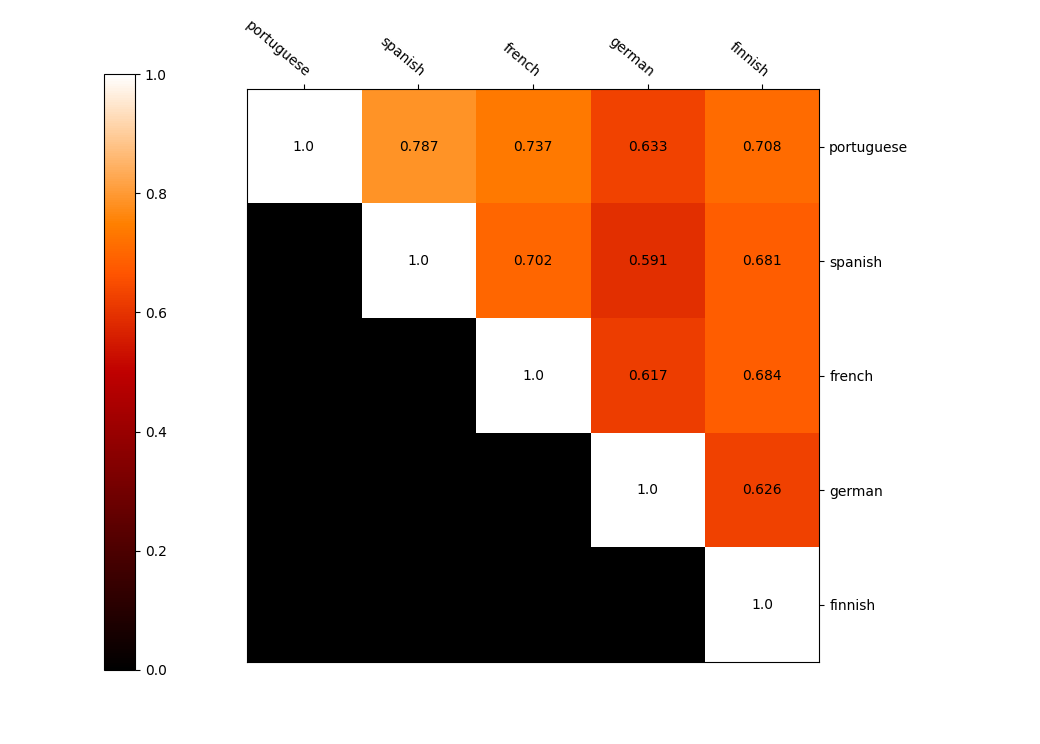 portuguese
spanish
french
german
finnish
1.0
0.8
0.6
0.4
0.2
0.0
1.0 0.787 0.737 0.633 0.708 portuguese
1.0 0.702 0.591 0.681 spanish
1.0 0.617 0.684 french
1.0 0.626 german
1.0 finnish